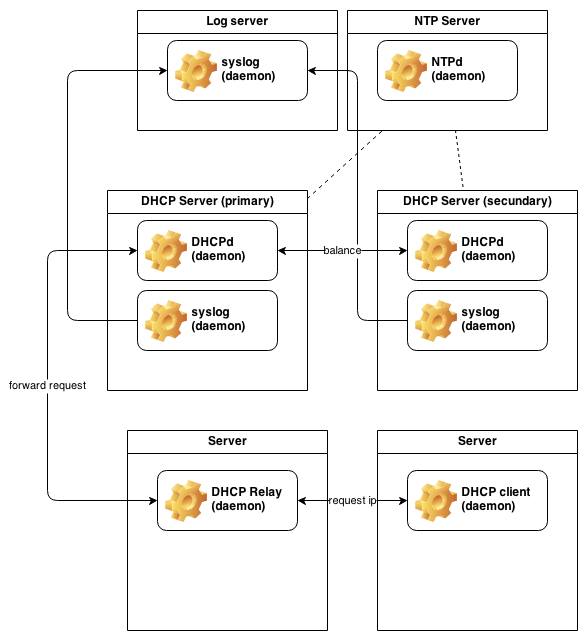 Log server
NTP Server
syslog
(daemon)
NTPd
(daemon)
DHCP Server (primary)
DHCP Server (secundary)
DHCPd
(daemon)
balance
DHCPd
(daemon)
syslog
(daemon)
syslog
(daemon)
forward request
Server
Server
DHCP Relay
(daemon)
request ip
DHCP client
(daemon)